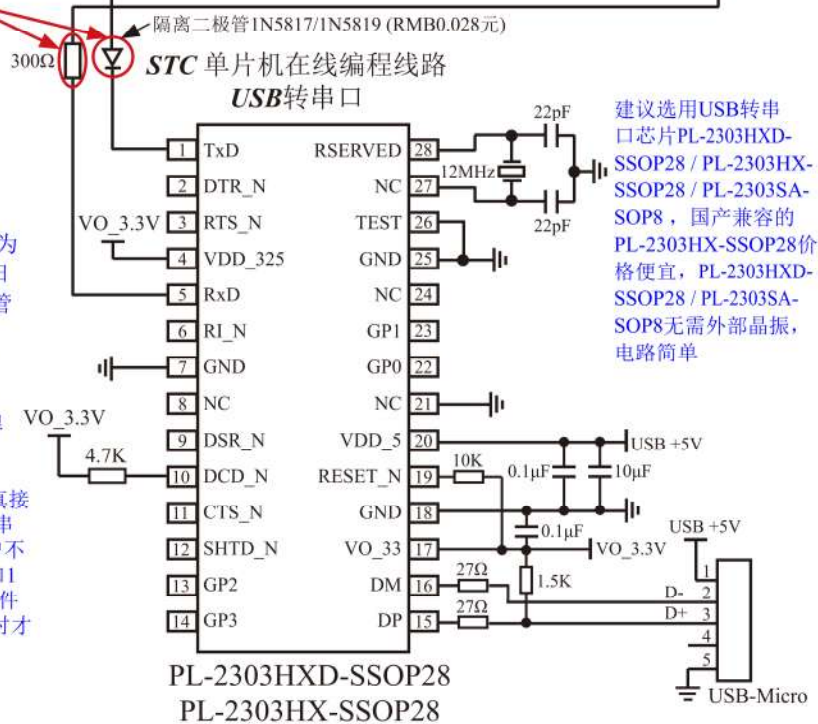 隔离二极管1N5817/1N5819 (RMB0.028元)
300Ω
STC 单片机在线编程线路
USB转串口
22pF
12MHz
22pF
建议选用USB转串
口芯片PL-2303HXD-
SSOP28 / PL-2303HX-
SSOP28 / PL-2303SA-
SOP8 ，国产兼容的
PL-2303HX-SSOP28价
格便宜，PL-2303HXD-
SSOP28 / PL-2303SA-
SOP8无需外部晶振，
电路简单
1 TxD RSERVED 28
2 DTR_N NC 27
VO_3.3V 3 RTS_N TEST 26
4 VDD_325 GND 25
5 RxD NC 24
6 RI_N GP1 23
7 GND GP0 22
8 NC NC 21
9 DSR_N VDD_5 20
10 DCD_N RESET_N 19
11 CTS_N GND 18
12 SHTD_N VO_33 17
13 GP2 DM 16
14 GP3 DP 15
为
管
VO_3.3V
4.7K
直接
串
不
件
时才
USB +5V
10K
0.1μF
10μF
0.1μF
USB +5V
VO_3.3V
27Ω
1.5K
27Ω
D-
D+
1
2
3
4
5
USB-Micro
PL-2303HXD-SSOP28
PL-2303HX-SSOP28